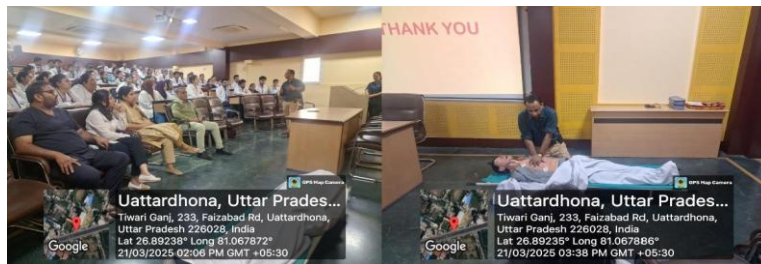 GPS Map Camera
Uattardhona, Uttar Prades...
Tiwari Ganj, 233, Faizabad Rd, Uattardhona,
Uttar Pradesh 226028, India
Lat 26.89238° Long 81.067872°
21/03/2025 02:06 PM GMT +05:30
Google
THANK YOU
GPS Map Camera
Uattardhona, Uttar Prades...
Tiwari Ganj, 233, Faizabad Rd, Uattardhona,
Uttar Pradesh 226028, India
Lat 26.89235° Long 81.067886°
21/03/2025 03:38 PM GMT +05:30
Google